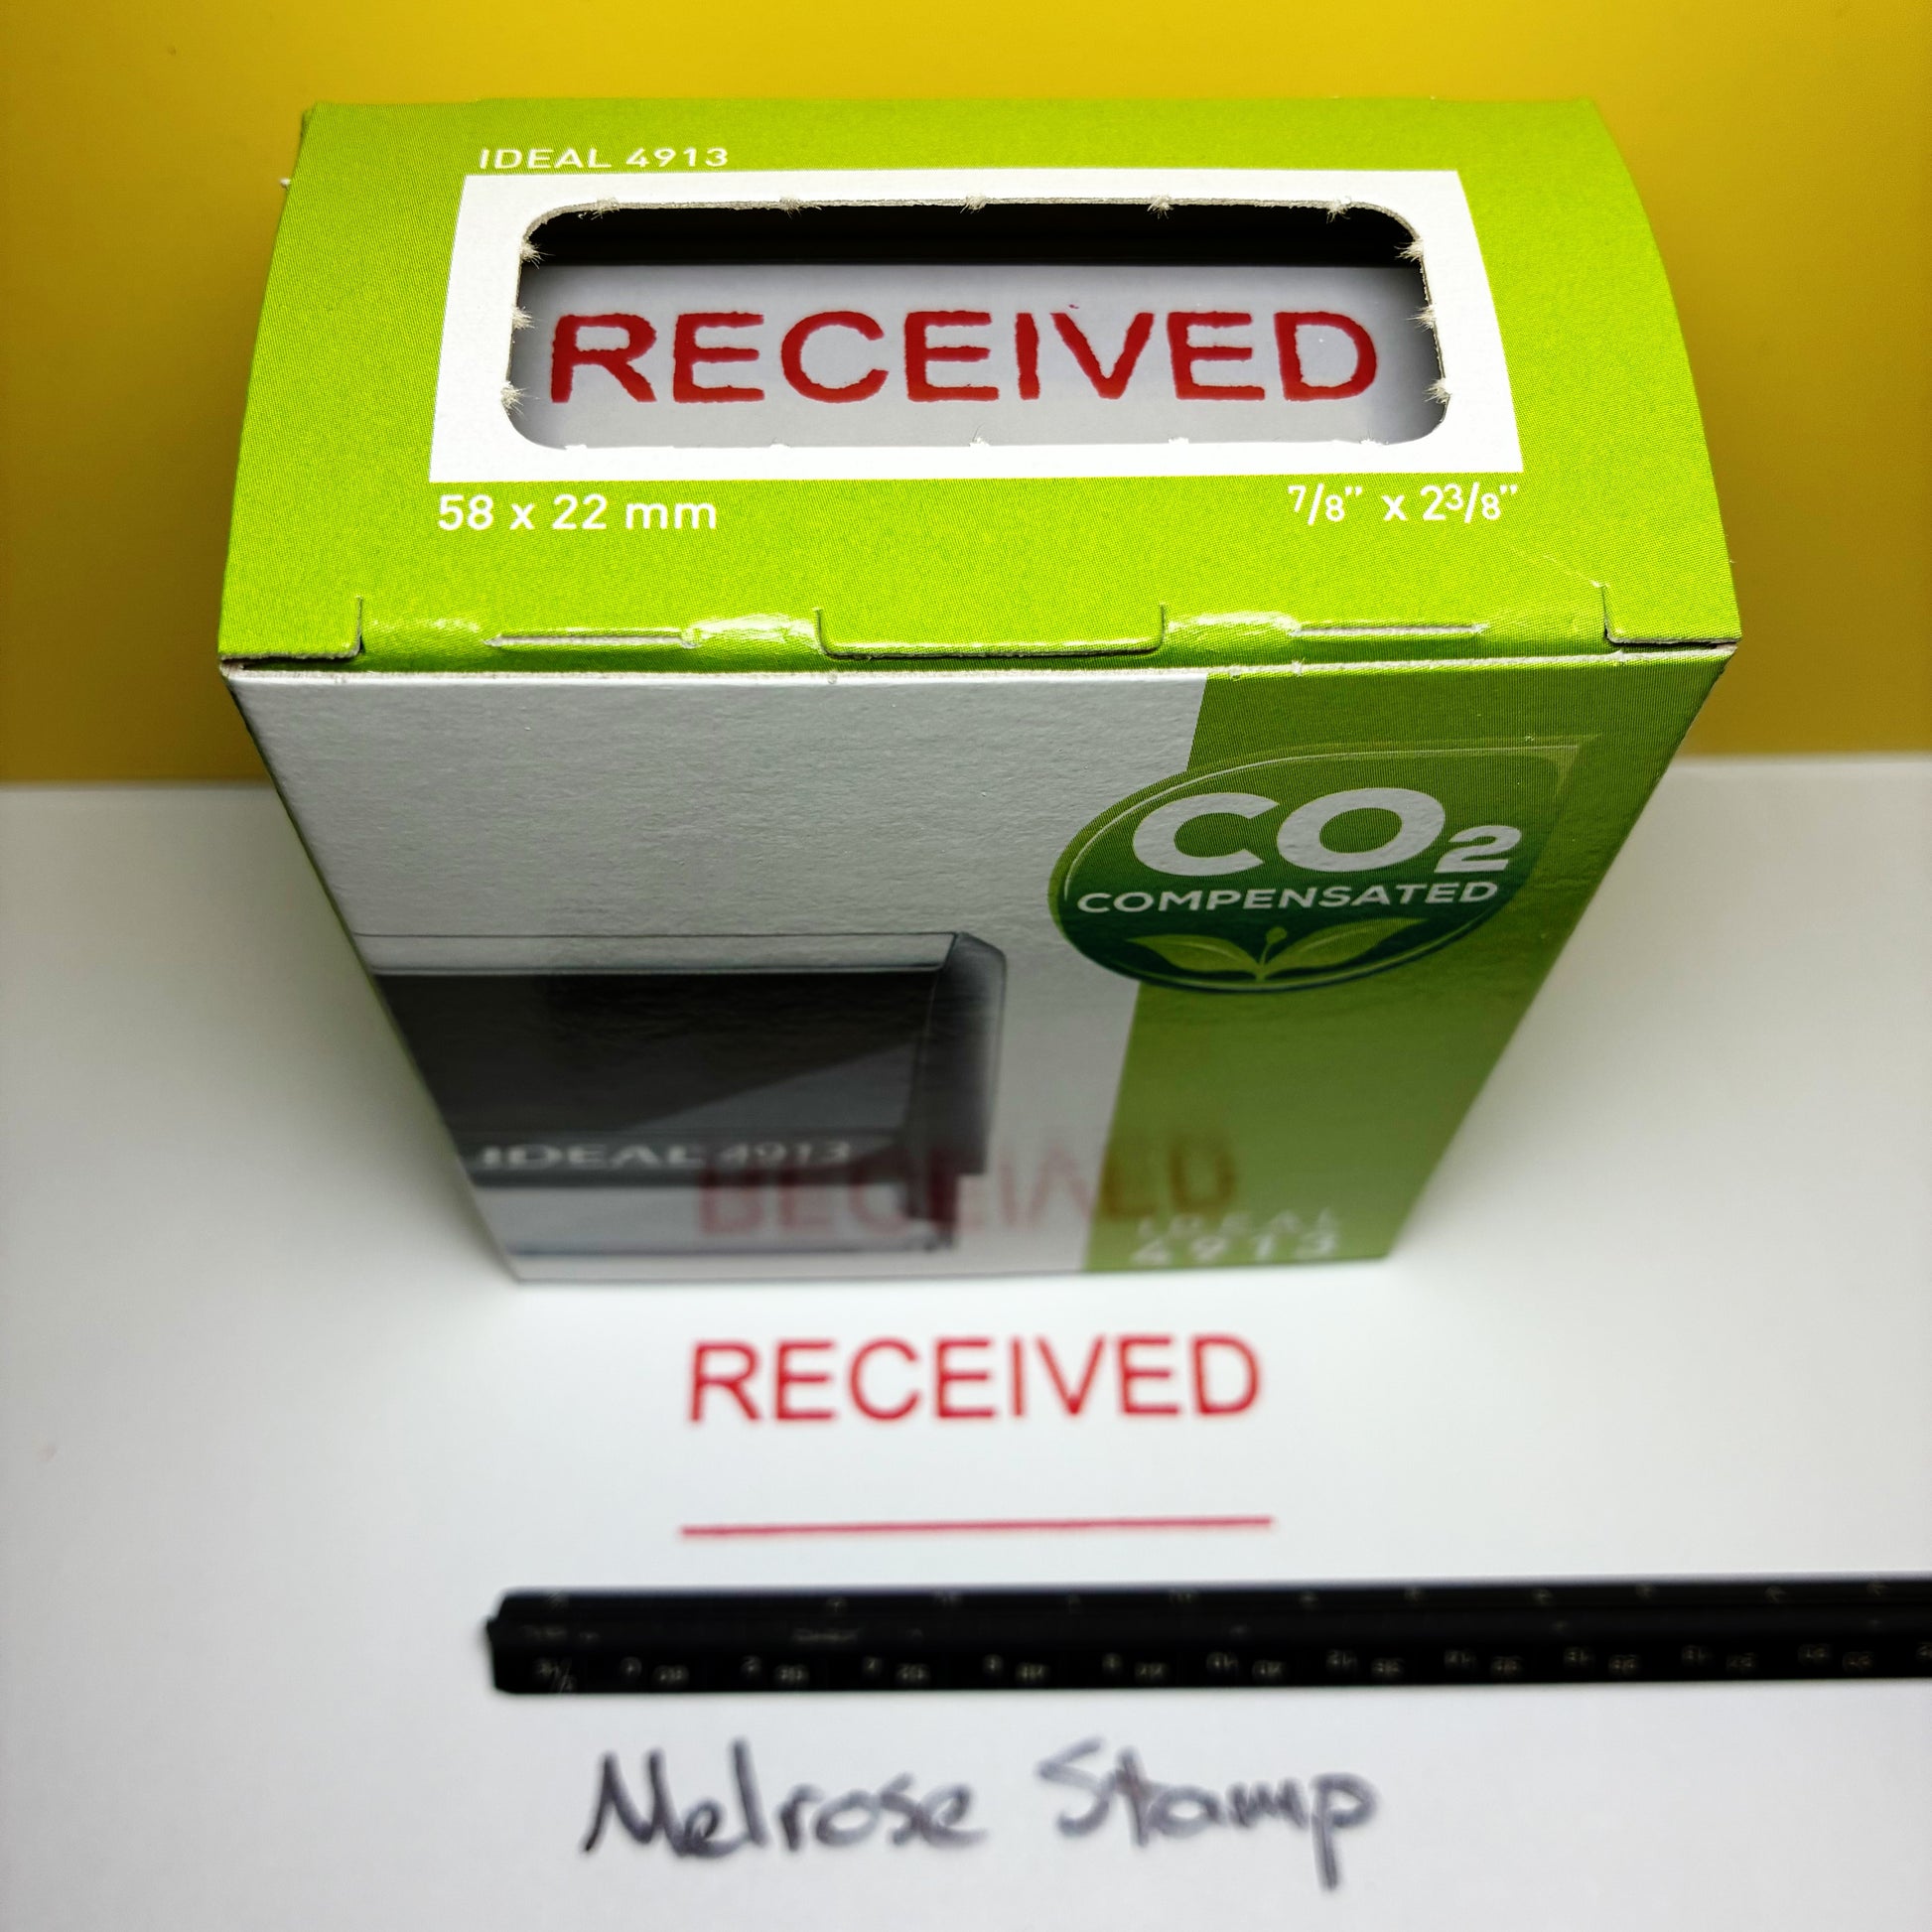 IDEAL 4913
RECEIVED
58 x 22 mm
7/8” x 2 3/8”
CO2
COMPENSATED
IDEAL 4913
IDEAL
4913
RECEIVED
Melrose Stamp